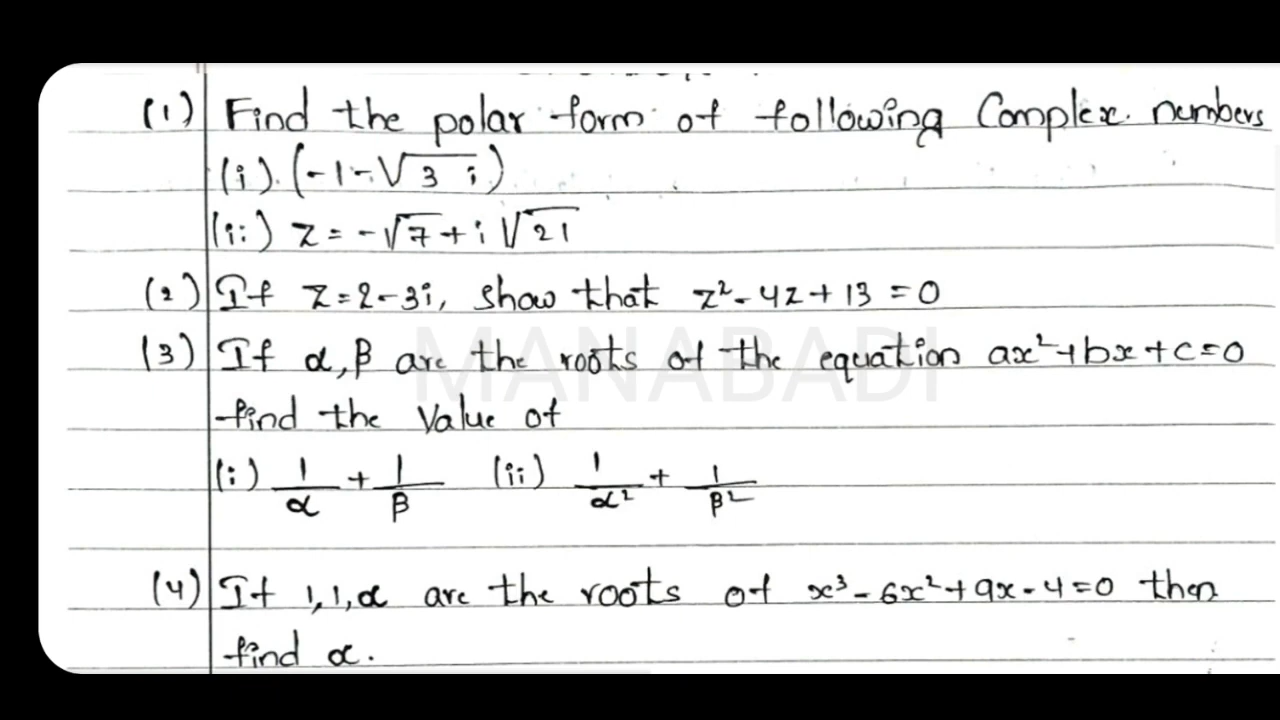 (1) Find the polar form of following Complex numbers
(i). (-1-√3 i)
(ii) z = -√7 + i √21
(2) If z=2-3i, show that z²-4z+13=0
(3) If α,β are the roots of the equation ax²+bx+c=0
find the Value of
(i) 1/α + 1/β (ii) 1/α² + 1/β²
(4) If 1,1,α are the roots of x³-6x²+9x-4=0 then
find α.
MANABADI